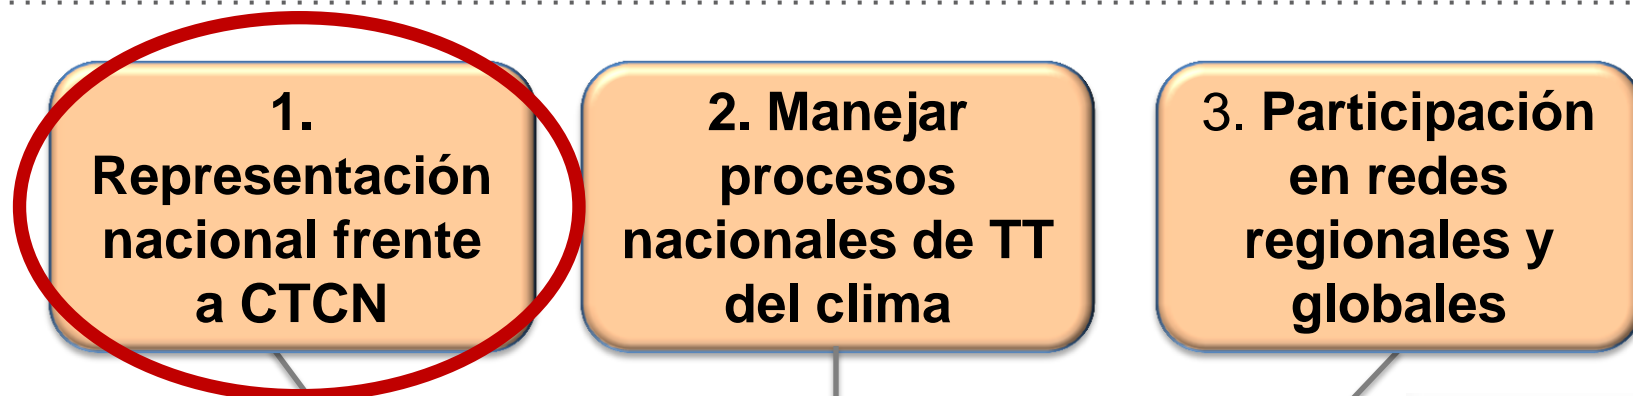 1.
Representación
nacional frente
a CTCN
2. Manejar
procesos
nacionales de TT
del clima
3. Participación
en redes
regionales y
globales